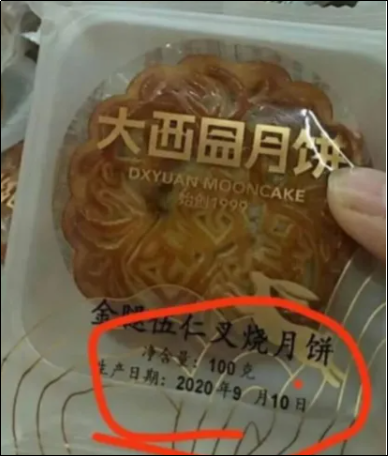 大西园月饼
DXYUAN MOONCAKE
始创1999
金腿伍仁叉烧月饼
净含量:100克
生产日期:2020年9月10日